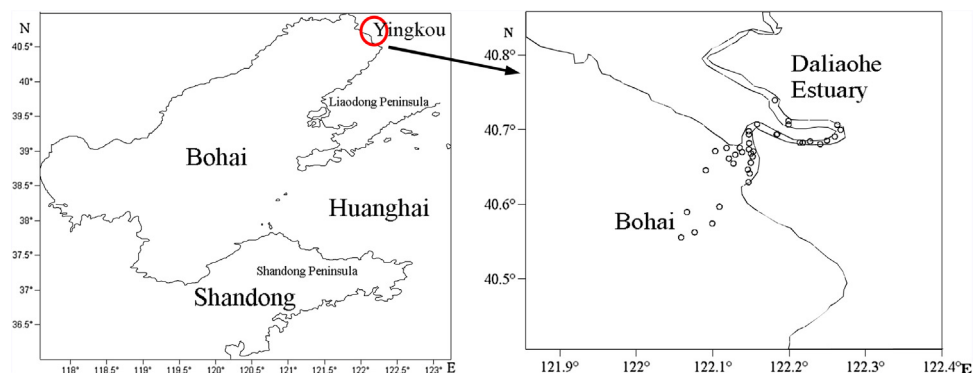 N
Yingkou
40.5°
40°
Liaodong Peninsula
39.5°
39°
Bohai
38.5°
Huanghai
38°
37.5°
Shandong Peninsula
37°
Shandong
36.5°
118° 118.5° 119° 119.5° 120° 120.5° 121° 121.5° 122° 122.5° 123° E
N
40.8°
Daliaohe
Estuary
40.7°
40.6°
Bohai
40.5°
121.9° 122° 122.1° 122.2° 122.3° 122.4°E